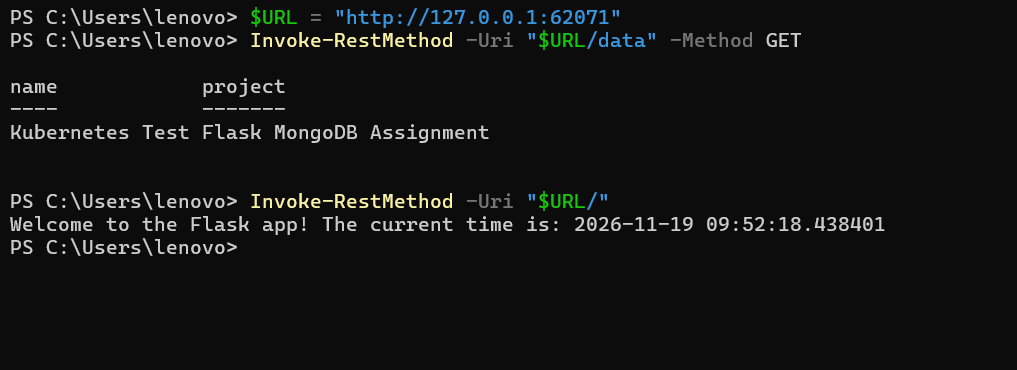 PS C:\Users\lenovo> $URL = "http://127.0.0.1:62071"
PS C:\Users\lenovo> Invoke-RestMethod -Uri "$URL/data" -Method GET
name            project
----            -------
Kubernetes Test Flask MongoDB Assignment
PS C:\Users\lenovo> Invoke-RestMethod -Uri "$URL/"
Welcome to the Flask app! The current time is: 2026-11-19 09:52:18.438401
PS C:\Users\lenovo>